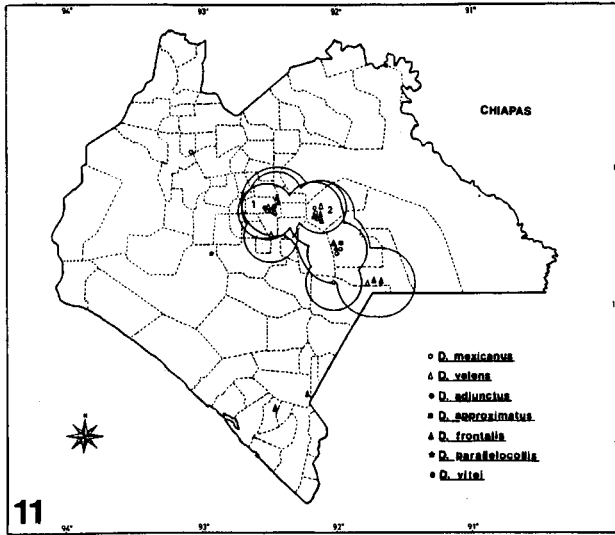 94° 93° 92° 91°
CHIAPAS
1 2
D. mexicanus
D. valens
D. adjunctus
D. approximatus
D. frontalis
D. parallelocollis
D. vitei
11
94° 93° 92° 91°